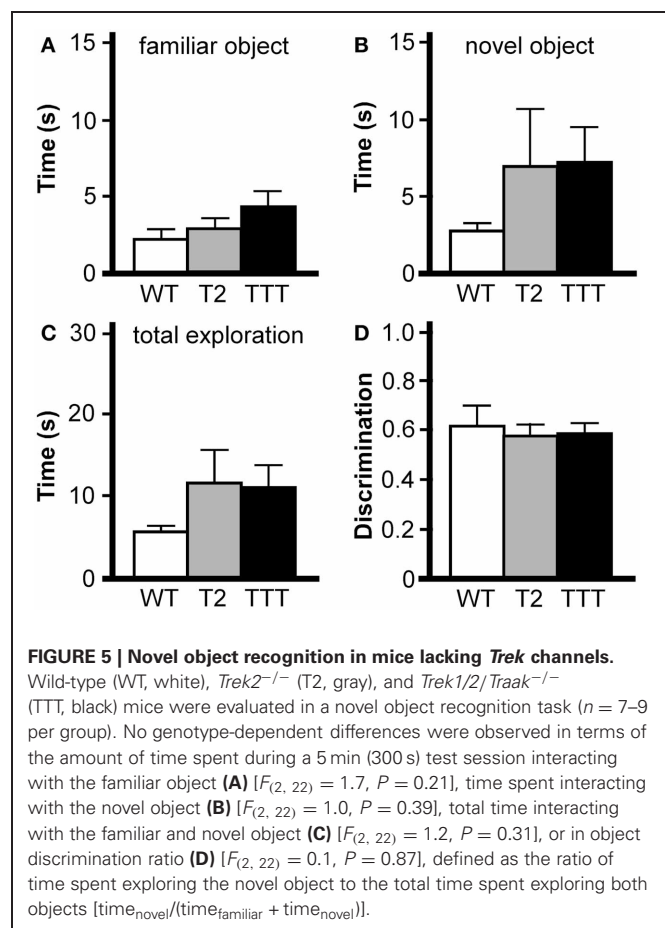 A familiar object
15
10
5
0
Time (s)
WT T2 TTT
B novel object
15
10
5
0
Time (s)
WT T2 TTT
C total exploration
30
20
10
0
Time (s)
WT T2 TTT
D
1.0
0.8
0.6
0.4
0.2
0
Discrimination
WT T2 TTT
FIGURE 5 | Novel object recognition in mice lacking Trek channels.
Wild-type (WT, white), Trek2−/− (T2, gray), and Trek1/2/Traak−/−
(TTT, black) mice were evaluated in a novel object recognition task (n = 7–9
per group). No genotype-dependent differences were observed in terms of
the amount of time spent during a 5 min (300 s) test session interacting
with the familiar object (A) [F(2, 22) = 1.7, P = 0.21], time spent interacting
with the novel object (B) [F(2, 22) = 1.0, P = 0.39], total time interacting
with the familiar and novel object (C) [F(2, 22) = 1.2, P = 0.31], or in object
discrimination ratio (D) [F(2, 22) = 0.1, P = 0.87], defined as the ratio of
time spent exploring the novel object to the total time spent exploring both
objects [timenovel/(timefamiliar + timenovel)].